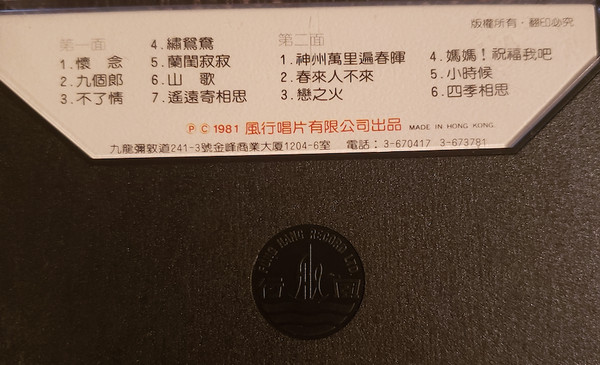 版權所有・翻印必究
第一面
1.懷 念
2.九個郎
3.不了情
4.繡鴛鴦
5.蘭閨寂寂
6.山 歌
7.遙遠寄相思
第二面
1.神州萬里遍春暉
2.春來人不來
3.戀之火
4.媽媽！祝福我吧
5.小時候
6.四季相思
Ⓟ Ⓒ 1981 風行唱片有限公司出品 MADE IN HONG KONG.
九龍彌敦道241-3號金峰商業大厦1204-6室 電話：3-670417 3-673781
FUNG HANG RECORD LTD.